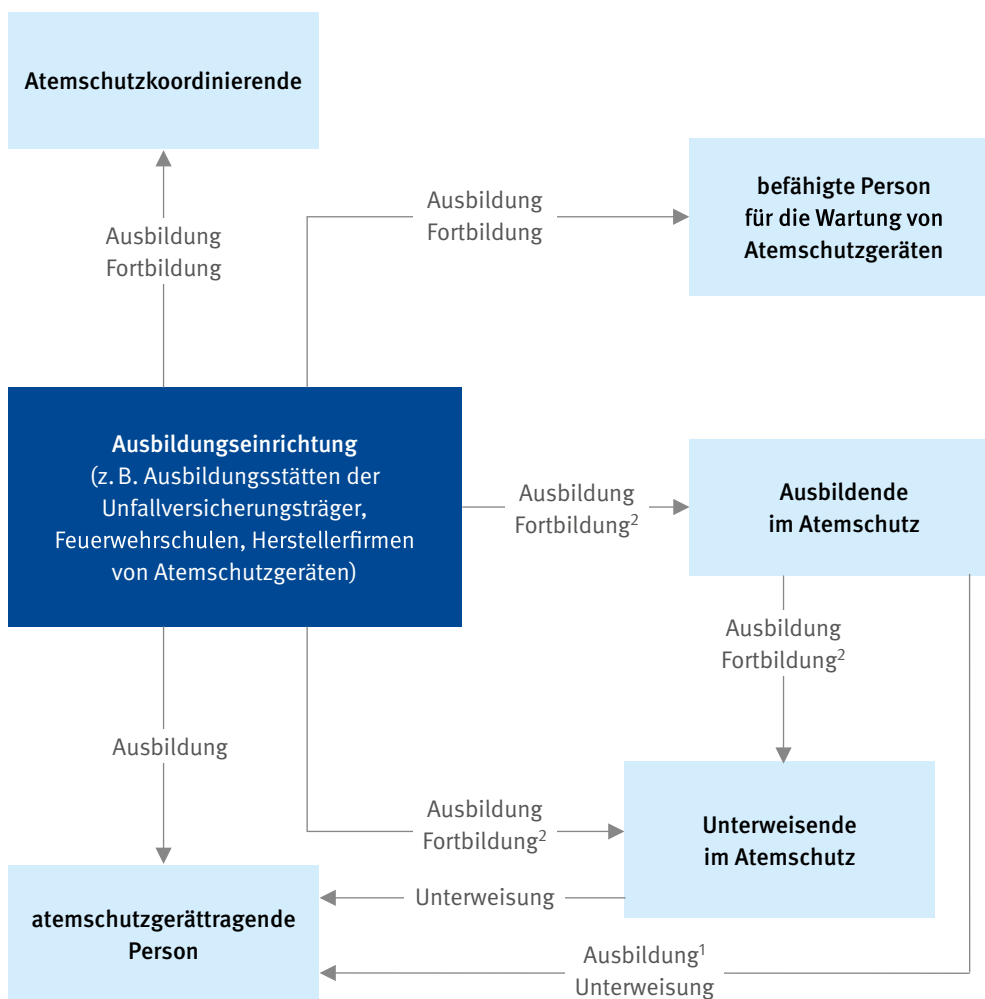 Atemschutzkoordinierende
befähigte Person
für die Wartung von
Atemschutzgeräten
Ausbildung
Fortbildung
Ausbildung
Fortbildung
Ausbildungseinrichtung
(z. B. Ausbildungsstätten der
Unfallversicherungsträger,
Feuerwehrschulen, Herstellerfirmen
von Atemschutzgeräten)
Ausbildung
Fortbildung²
Ausbildende
im Atemschutz
Ausbildung
Fortbildung²
Ausbildung
Ausbildung
Fortbildung²
Unterweisende
im Atemschutz
Unterweisung
atemschutzgerättragende
Person
Ausbildung¹
Unterweisung